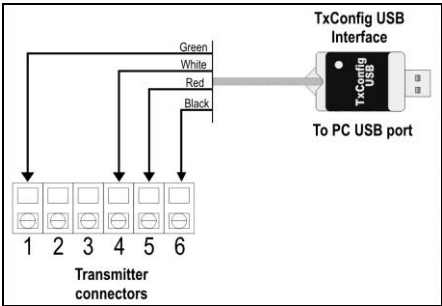 TxConfig USB
Interface
Green
White
Red
Black
TxConfig
USB
To PC USB port
1 2 3 4 5 6
Transmitter
connectors